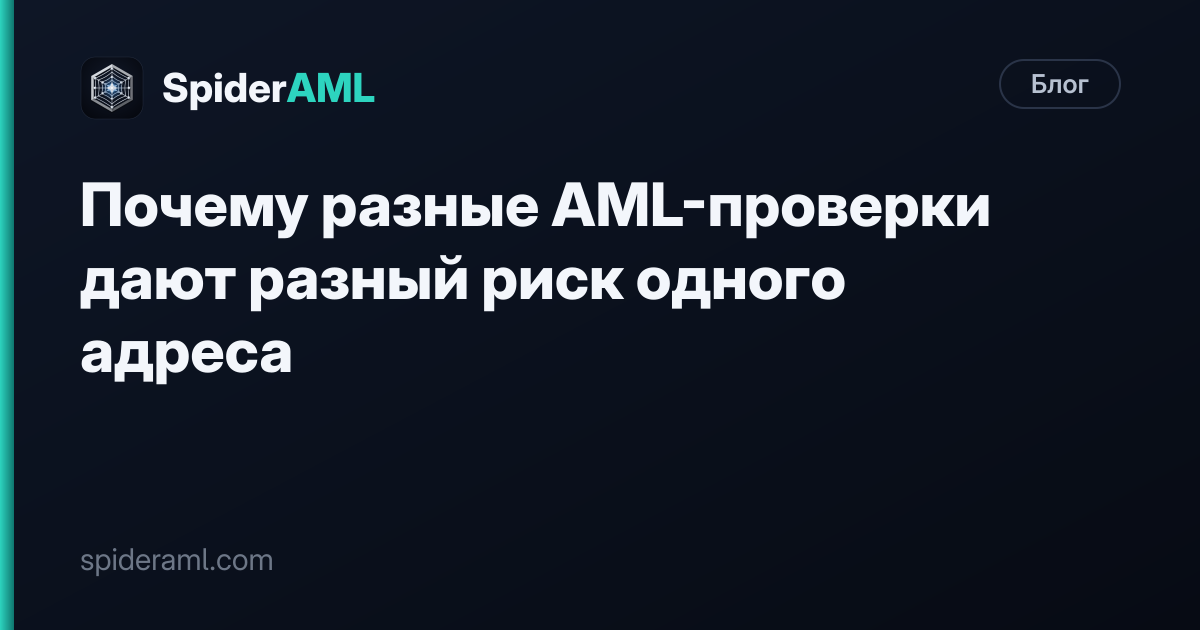 SpiderAML
Блог
Почему разные AML-проверки
дают разный риск одного
адреса
spideraml.com